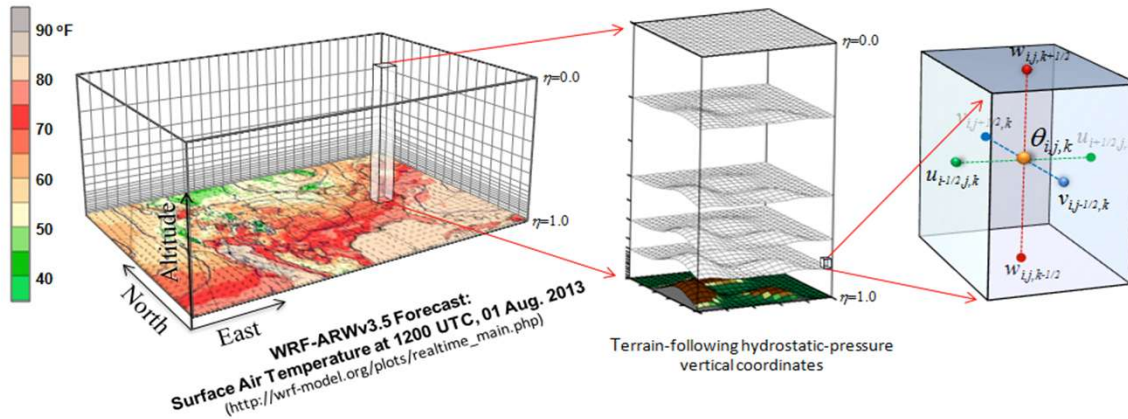 90 °F
80
70
60
50
40
η=0.0
η=1.0
Altitude
North
East
WRF-ARWv3.5 Forecast:
Surface Air Temperature at 1200 UTC, 01 Aug. 2013
(http://wrf-model.org/plots/realtime_main.php)
η=0.0
η=1.0
Terrain-following hydrostatic-pressure
vertical coordinates
w i,j,k+1/2
v i,j+1/2,k
θ i,j,k
u i+1/2,j,
u i-1/2,j,k
v i,j-1/2,k
w i,j,k-1/2